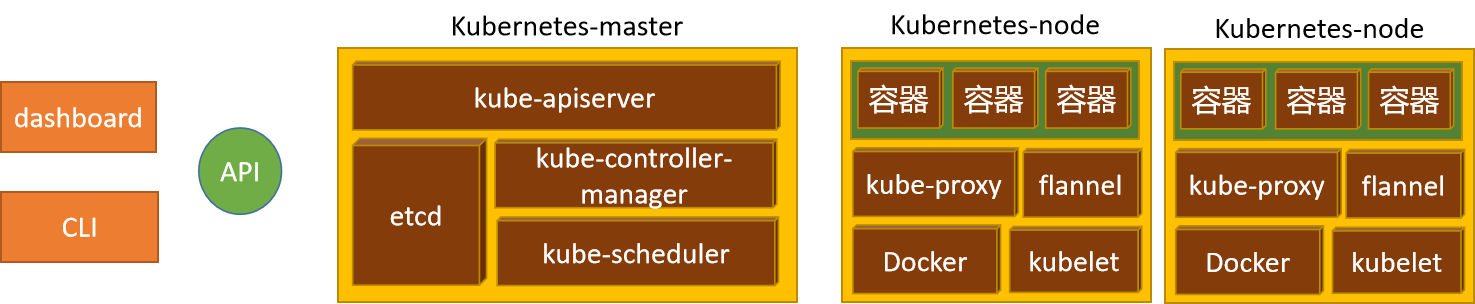 dashboard
CLI
API
Kubernetes-master
kube-apiserver
etcd
kube-controller-
manager
kube-scheduler
Kubernetes-node
容器 容器 容器
kube-proxy flannel
Docker kubelet
Kubernetes-node
容器 容器 容器
kube-proxy flannel
Docker kubelet